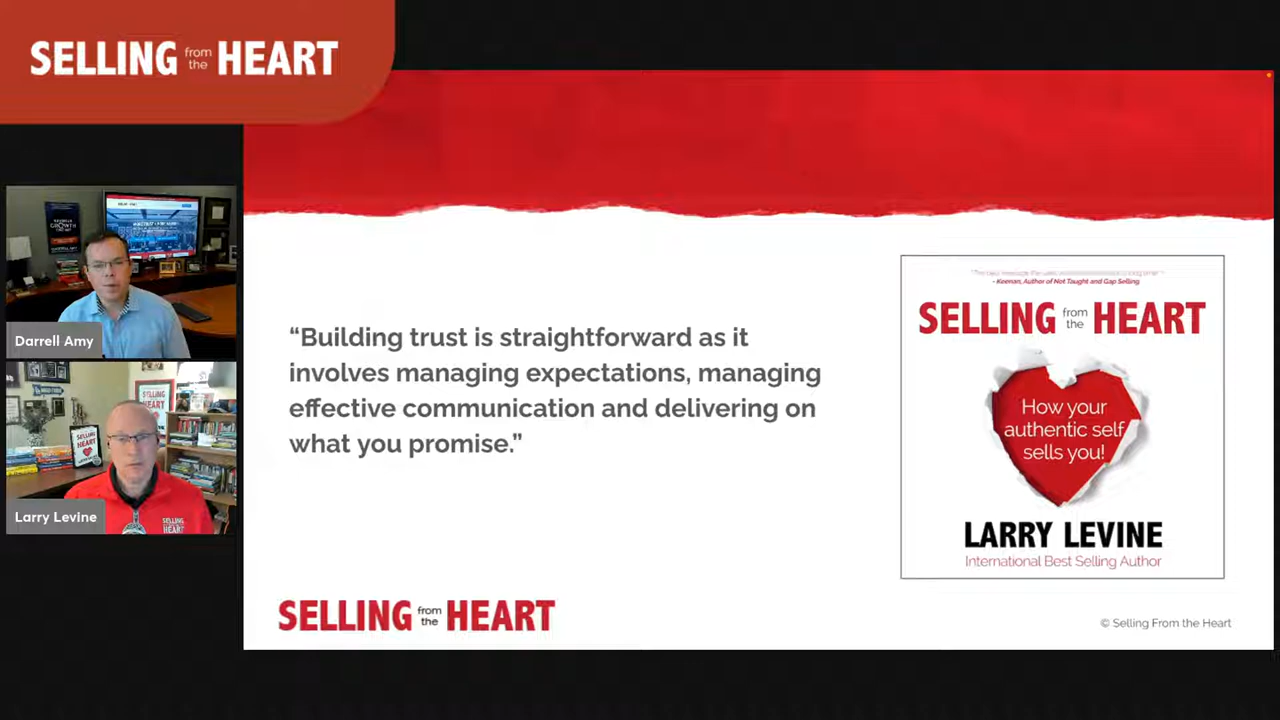 SELLING from the HEART
Darrell Amy
Larry Levine
“Building trust is straightforward as it
involves managing expectations, managing
effective communication and delivering on
what you promise.”
- Keenan, Author of Not Taught and Gap Selling
SELLING from the HEART
How your
authentic self
sells you!
LARRY LEVINE
International Best Selling Author
SELLING from the HEART
© Selling From the Heart
SELLING
HEART